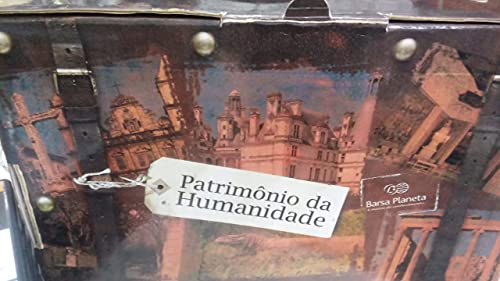 Patrimônio da
Humanidade
Barsa Planeta